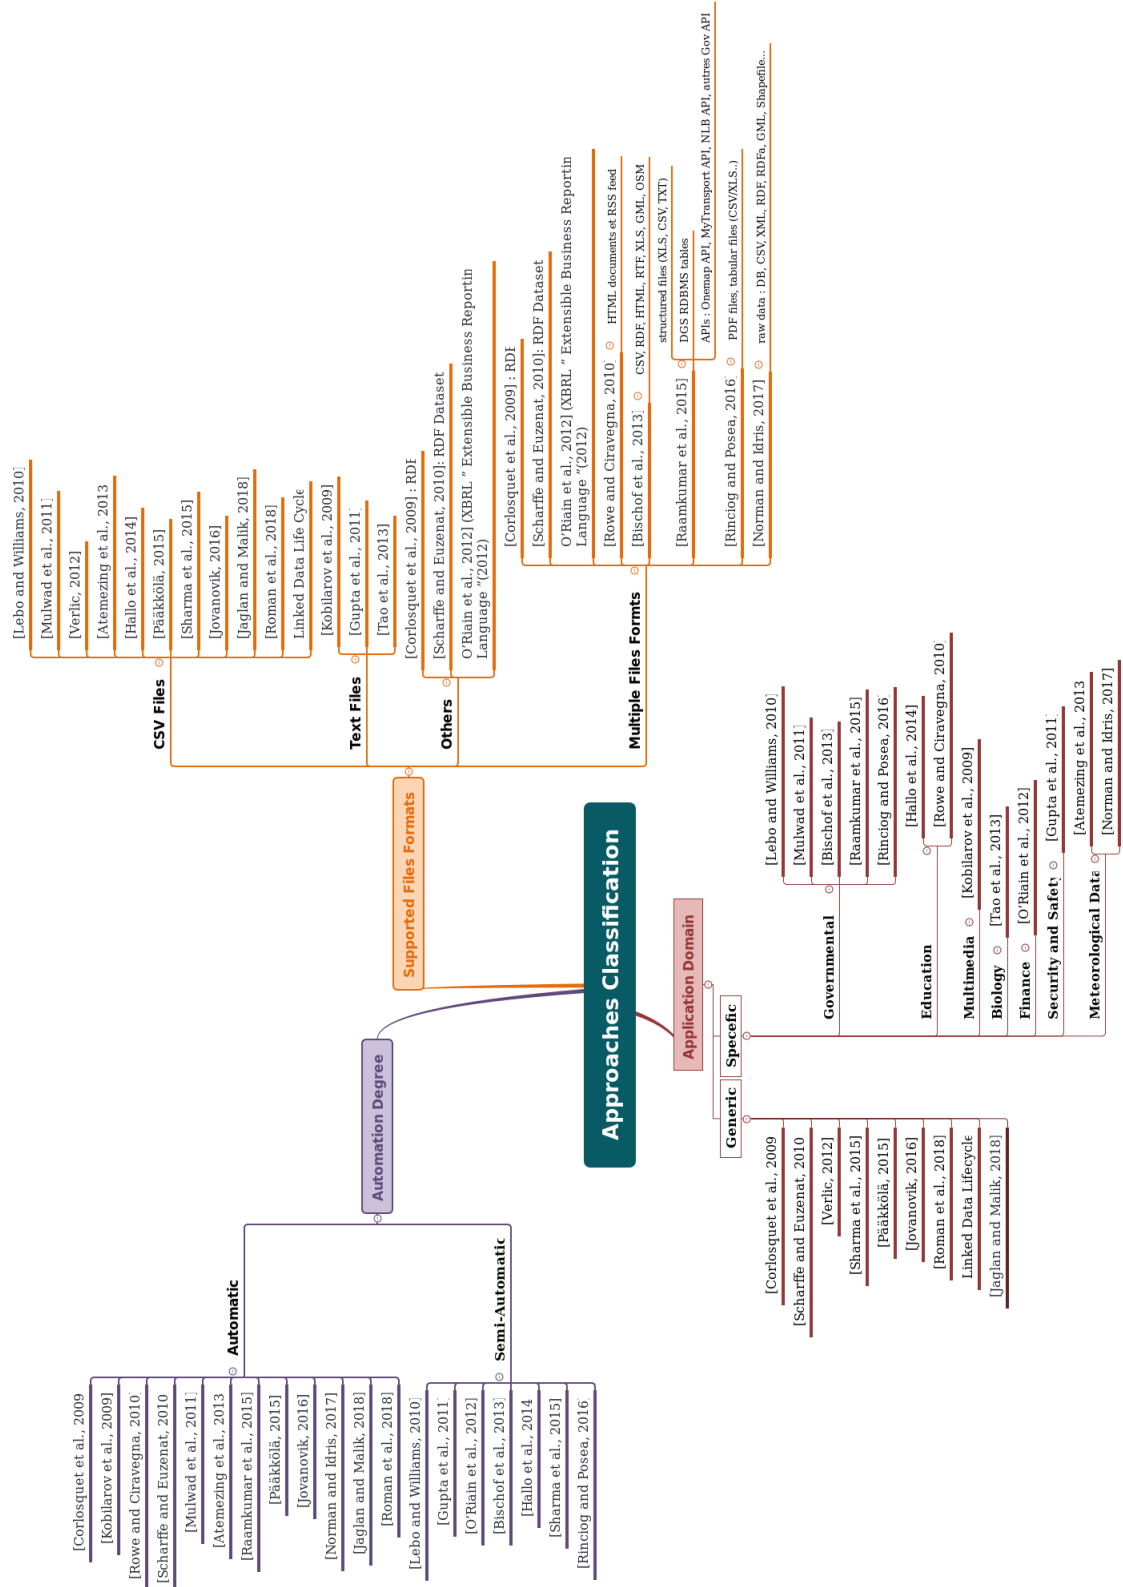 Approaches Classification
Supported Files Formats
CSV Files
[Lebo and Williams, 2010]
[Mulwad et al., 2011]
[Verlic, 2012]
[Atemezing et al., 2013
[Hallo et al., 2014]
[Pääkkölä, 2015]
[Sharma et al., 2015]
[Jovanovik, 2016]
[Jaglan and Malik, 2018]
[Roman et al., 2018]
Linked Data Life Cycle
Text Files
[Kobilarov et al., 2009]
[Gupta et al., 2011]
[Tao et al., 2013]
Others
[Corlosquet et al., 2009] : RDF
[Scharffe and Euzenat, 2010]: RDF Dataset
O’Riain et al., 2012] (XBRL ” Extensible Business Reportin
Language ”(2012)
Multiple Files Formts
[Corlosquet et al., 2009] : RDF
[Scharffe and Euzenat, 2010]: RDF Dataset
O’Riain et al., 2012] (XBRL ” Extensible Business Reportin
Language ”(2012)
[Rowe and Ciravegna, 2010]
HTML documents et RSS feed
[Bischof et al., 2013]
CSV, RDF, HTML, RTF, XLS, GML, OSM
[Raamkumar et al., 2015]
structured files (XLS, CSV, TXT)
DGS RDBMS tables
APIs : Onemap API, MyTransport API, NLB API, autres Gov API
[Rinciog and Posea, 2016]
PDF files, tabular files (CSV/XLS..)
[Norman and Idris, 2017]
raw data : DB, CSV, XML, RDF, RDFa, GML, Shapefile...
Application Domain
Specefic
Governmental
[Lebo and Williams, 2010]
[Mulwad et al., 2011]
[Bischof et al., 2013]
[Raamkumar et al., 2015]
[Rinciog and Posea, 2016]
Education
[Hallo et al., 2014]
[Rowe and Ciravegna, 2010]
Multimedia
[Kobilarov et al., 2009]
Biology
[Tao et al., 2013]
Finance
[O’Riain et al., 2012]
Security and Safety
[Gupta et al., 2011]
Meteorological Data
[Atemezing et al., 2013
[Norman and Idris, 2017]
Generic
[Corlosquet et al., 2009
[Scharffe and Euzenat, 2010
[Verlic, 2012]
[Sharma et al., 2015]
[Pääkkölä, 2015]
[Jovanovik, 2016]
[Roman et al., 2018]
Linked Data Lifecycle
[Jaglan and Malik, 2018]
Automation Degree
Automatic
[Corlosquet et al., 2009
[Kobilarov et al., 2009]
[Rowe and Ciravegna, 2010]
[Scharffe and Euzenat, 2010
[Mulwad et al., 2011]
[Atemezing et al., 2013
[Raamkumar et al., 2015]
[Pääkkölä, 2015]
[Jovanovik, 2016]
[Norman and Idris, 2017]
[Jaglan and Malik, 2018]
[Roman et al., 2018]
Semi-Automatic
[Lebo and Williams, 2010]
[Gupta et al., 2011]
[O’Riain et al., 2012]
[Bischof et al., 2013]
[Hallo et al., 2014
[Sharma et al., 2015]
[Rinciog and Posea, 2016]